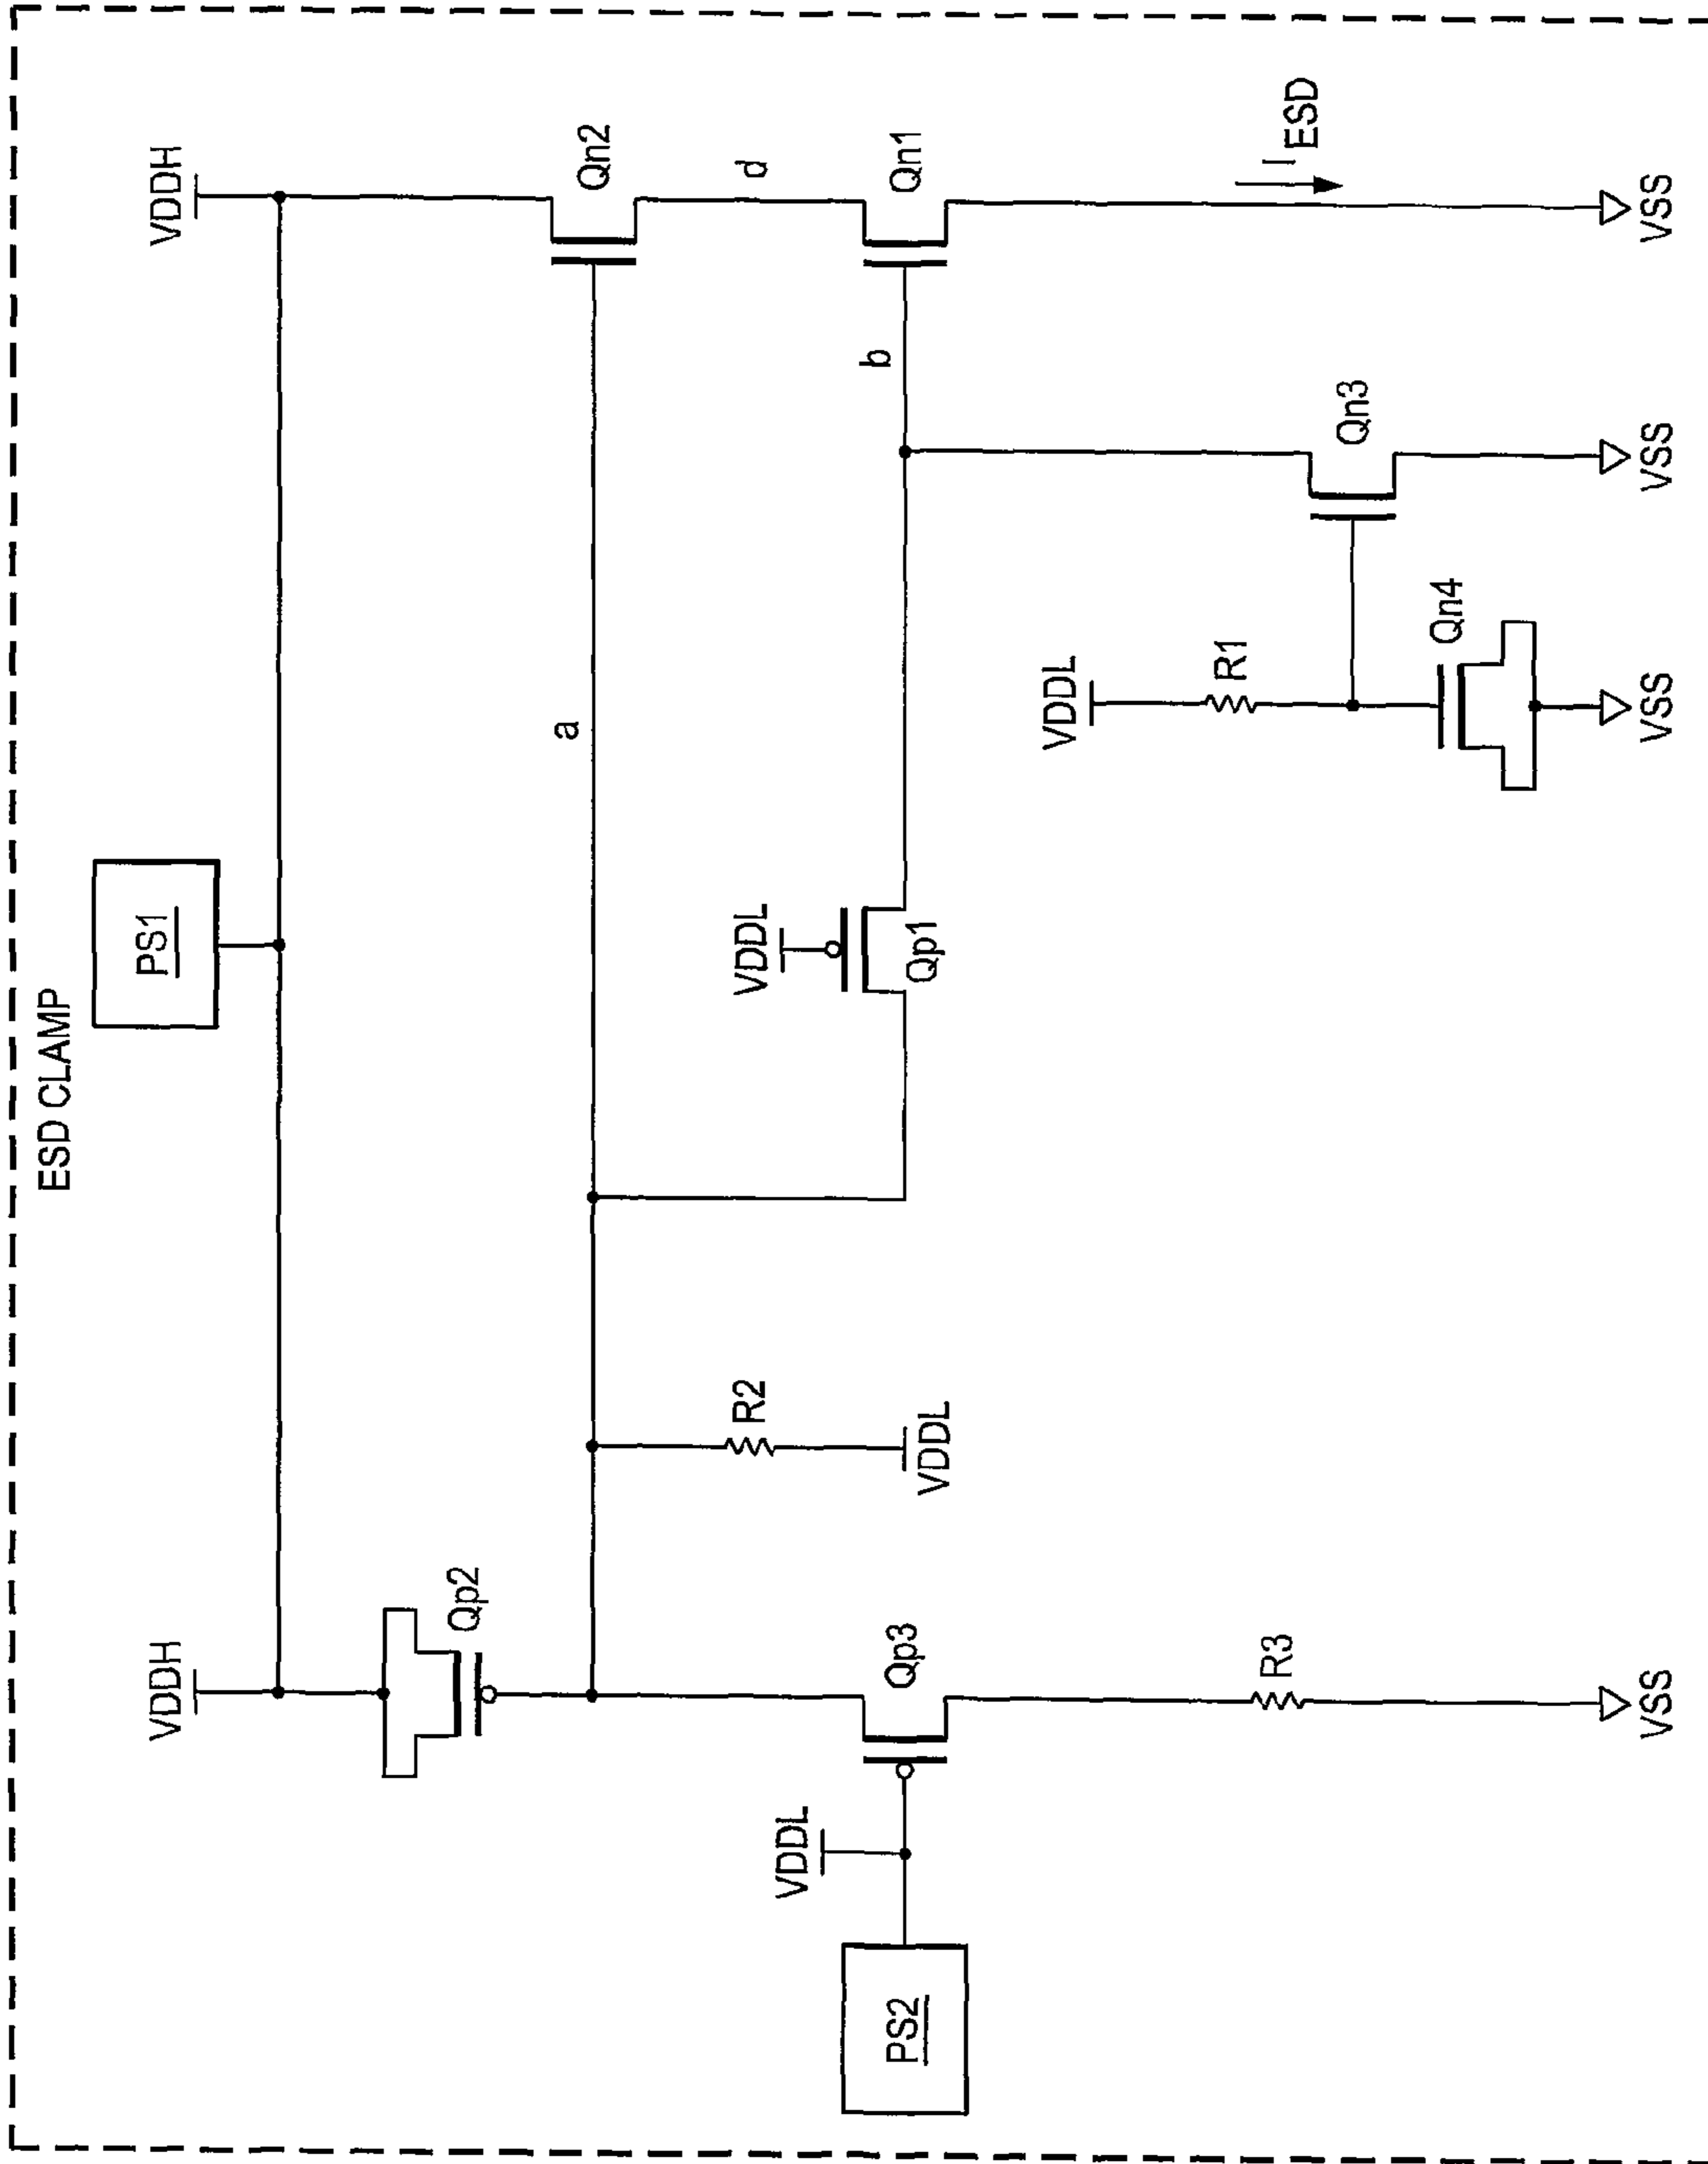 ESD CLAMP
VDDH
PS1
VDDH
Qp2
a
Qn2
R2
VDDL
d
VDDL
b
PS2
Qp3
VDDL
Qp1
Qn1
VDDL
R1
R3
IESD
Qn3
Qn4
VSS
VSS
VSS
VSS